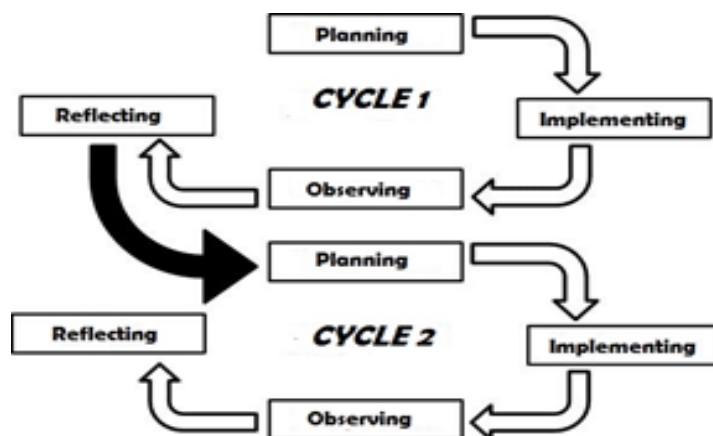 Planning
CYCLE 1
Reflecting
Implementing
Observing
Planning
Reflecting
CYCLE 2
Implementing
Observing